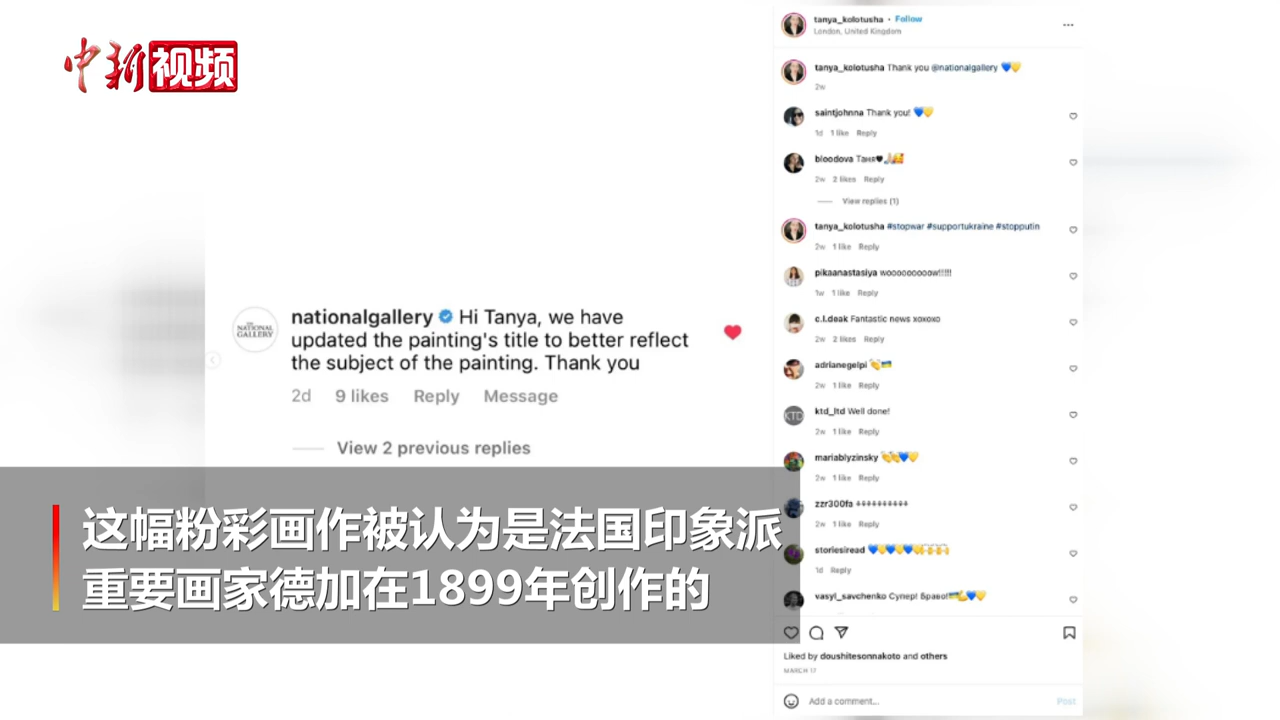 中新视频
THE
NATIONAL
GALLERY
nationalgallery Hi Tanya, we have
updated the painting's title to better reflect
the subject of the painting. Thank you
2d 9 likes Reply Message
View 2 previous replies
tanya_kolotusha • Follow
London, United Kingdom
tanya_kolotusha Thank you @nationalgallery 💙💛
2w
saintjohnna Thank you! 💙💛
1d 1 like Reply
bloodova Таня🖤🙏🏻🥰
2w 2 likes Reply
View replies (1)
tanya_kolotusha #stopwar #supportukraine #stopputin
2w 1 like Reply
pikaanastasiya wooooooooow!!!!!
1w 1 like Reply
c.l.deak Fantastic news xoxoxo
2w 2 likes Reply
adrianegelpi 👏🇺🇦
2w 1 like Reply
KTD
ktd_ltd Well done!
2w 1 like Reply
mariablyzinsky 👏👏💙💛
2w 1 like Reply
zzr300fa ++++++++++
2w 1 like Reply
storiesiread 💙💛💙💛💙💛🙌🙌
1d Reply
vasyl_savchenko Супер! Браво!🇺🇦💪💙💛
Liked by doushitesonnakoto and others
MARCH 17
Add a comment... Post
这幅粉彩画作被认为是法国印象派
重要画家德加在1899年创作的